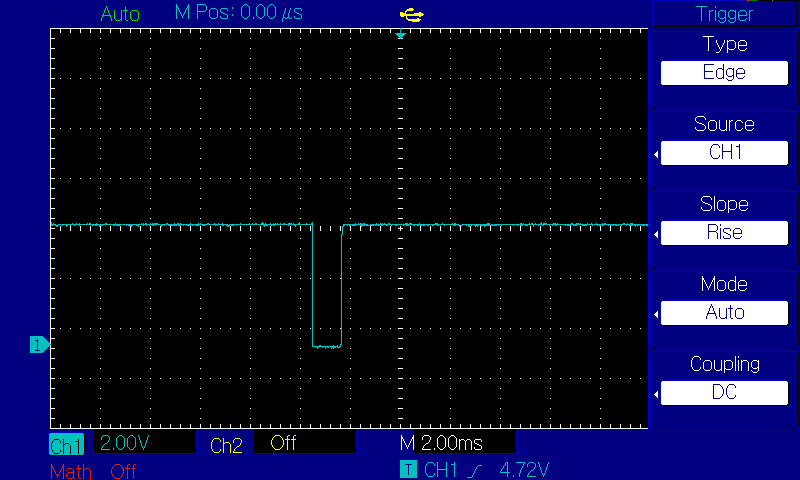 Auto M Pos: 0.00 µs
Trigger
Type
Edge
Source
CH1
Slope
Rise
Mode
Auto
Coupling
DC
1
Ch1 2.00V Ch2 Off M 2.00ms
Math Off T CH1 4.72V